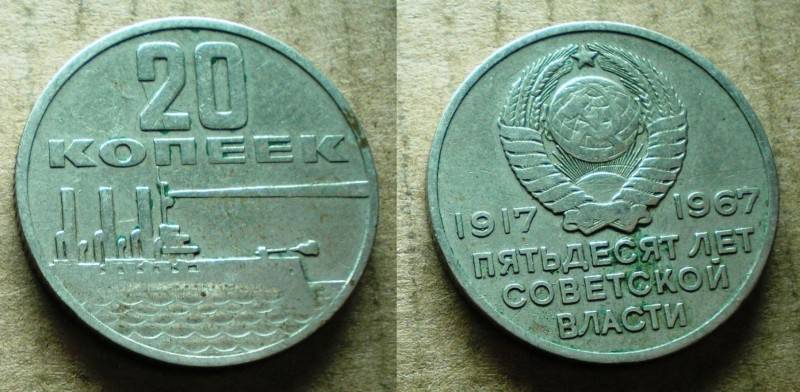 20
КОПЕЕК
1917 1967
ПЯТЬДЕСЯТ ЛЕТ
СОВЕТСКОЙ
ВЛАСТИ